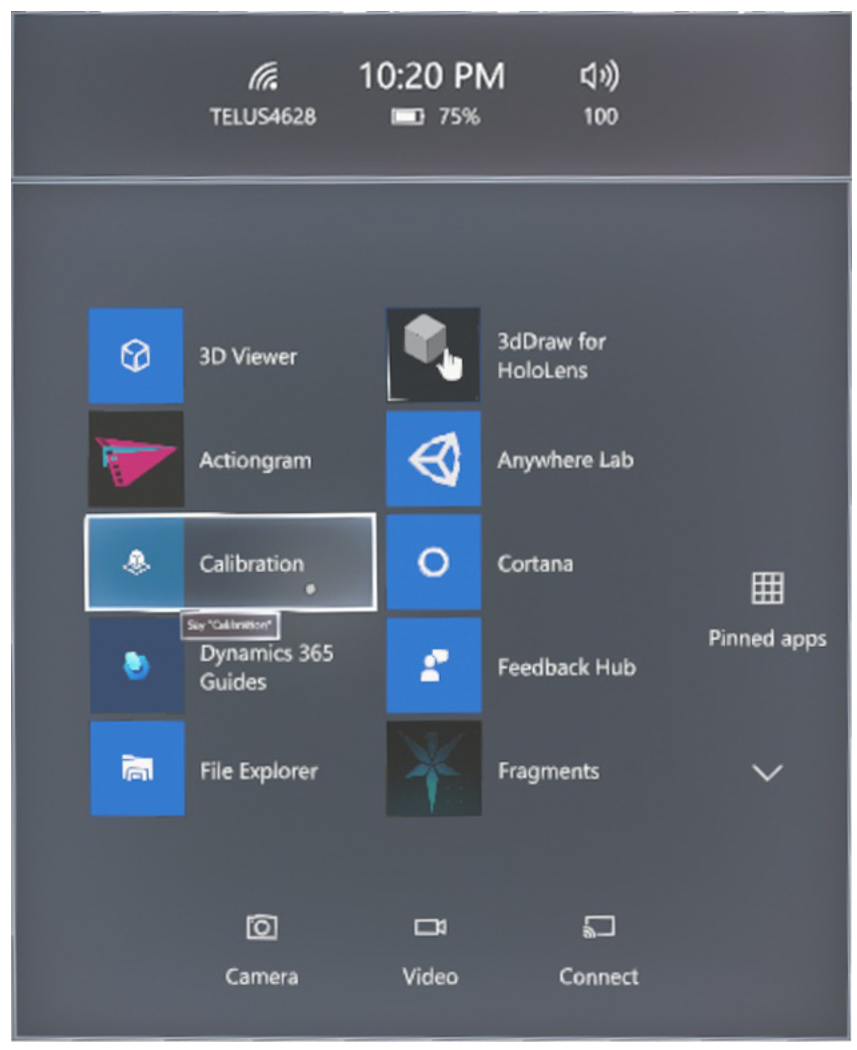 10:20 PM
TELUS4628
75%
100
3D Viewer
3dDraw for
HoloLens
Actiongram
Anywhere Lab
Calibration
Say "Calibration"
Cortana
Dynamics 365
Guides
Feedback Hub
Pinned apps
File Explorer
Fragments
Camera
Video
Connect